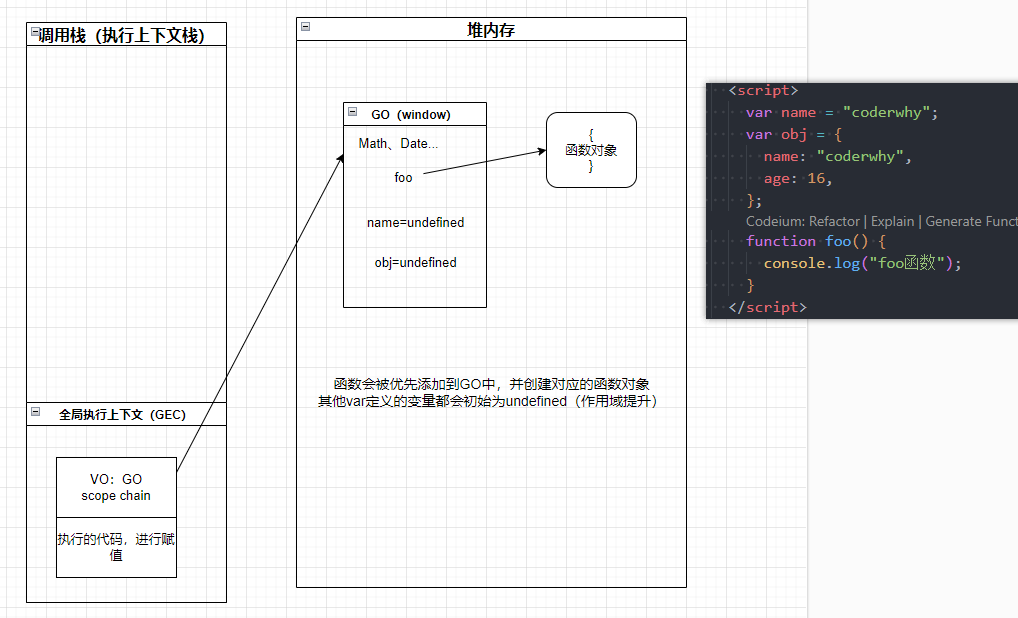 调用栈（执行上下文栈）
全局执行上下文（GEC）
VO：GO
scope chain
执行的代码，进行赋
值
堆内存
GO（window）
Math、Date...
foo
name=undefined
obj=undefined
{
函数对象
}
函数会被优先添加到GO中，并创建对应的函数对象
其他var定义的变量都会初始为undefined（作用域提升）
<script>
var name = "coderwhy";
var obj = {
name: "coderwhy",
age: 16,
};
Codeium: Refactor | Explain | Generate Funct
function foo() {
console.log("foo函数");
}
</script>